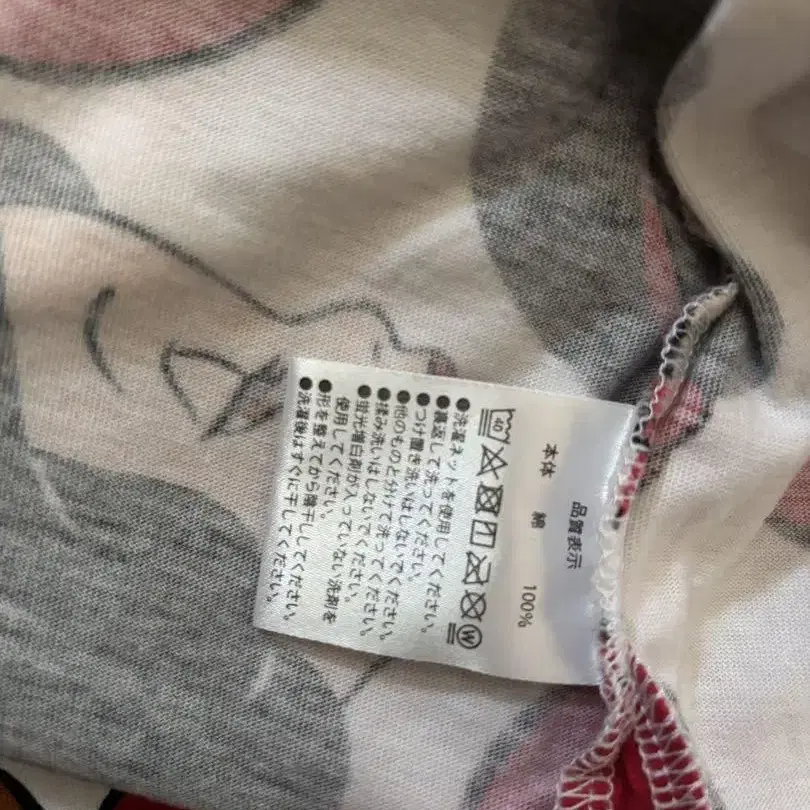 品質表示
本体 綿 100%
40
W
●洗濯ネットを使用してください。
●裏返して洗ってください。
●つけ置き洗いはしないでください。
●他のものと分けて洗ってください。
●揉み洗いはしないでください。
●蛍光増白剤が入っていない洗剤を
使用してください。
●形を整えてから陰干してください。
●洗濯後はすぐに干してください。